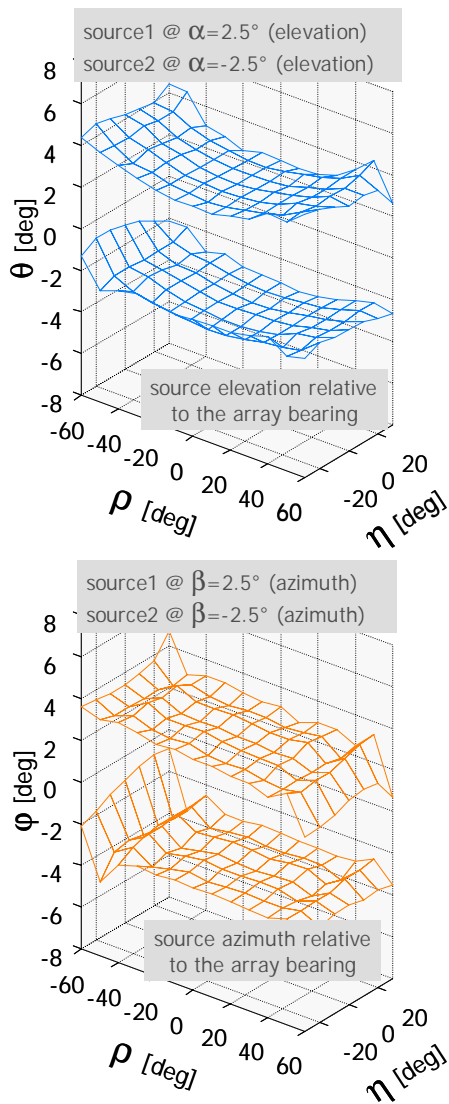 source1 @ α=2.5° (elevation)
source2 @ α=-2.5° (elevation)
8
6
4
2
0
-2
-4
-6
-8
θ [deg]
source elevation relative
to the array bearing
-60
-40
-20
0
20
40
60
ρ [deg]
-20
0
20
η [deg]
source1 @ β=2.5° (azimuth)
source2 @ β=-2.5° (azimuth)
8
6
4
2
0
-2
-4
-6
-8
φ [deg]
source azimuth relative
to the array bearing
-60
-40
-20
0
20
40
60
ρ [deg]
-20
0
20
η [deg]